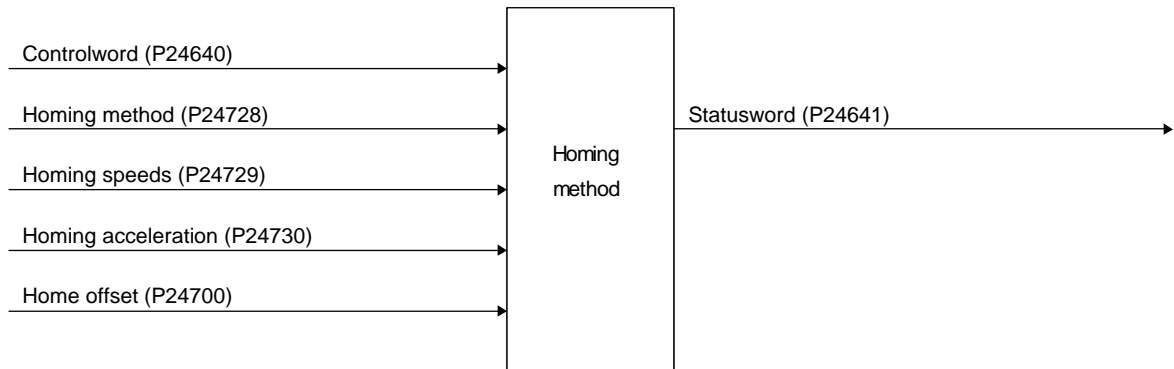 Controlword (P24640)
Homing method (P24728)
Statusword (P24641)
Homing
method
Homing speeds (P24729)
Homing acceleration (P24730)
Home offset (P24700)